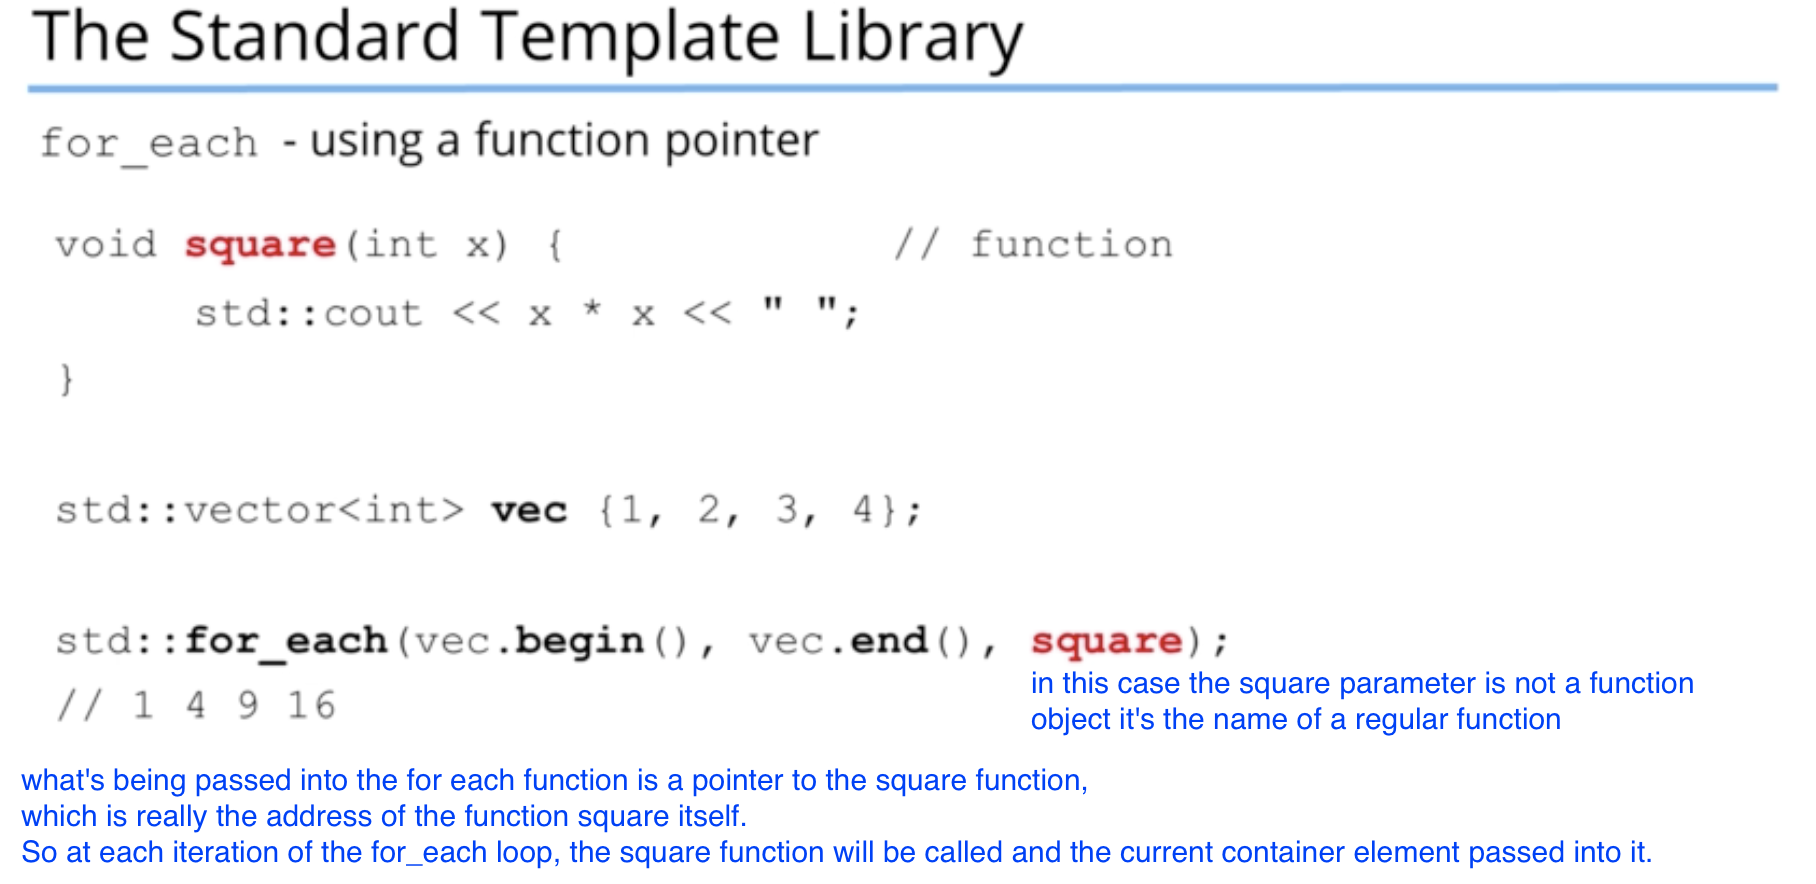 The Standard Template Library
for_each - using a function pointer
void square(int x) { // function
std::cout << x * x << " ";
}
std::vector<int> vec {1, 2, 3, 4};
std::for_each(vec.begin(), vec.end(), square);
// 1 4 9 16
in this case the square parameter is not a function
object it's the name of a regular function
what's being passed into the for each function is a pointer to the square function,
which is really the address of the function square itself.
So at each iteration of the for_each loop, the square function will be called and the current container element passed into it.